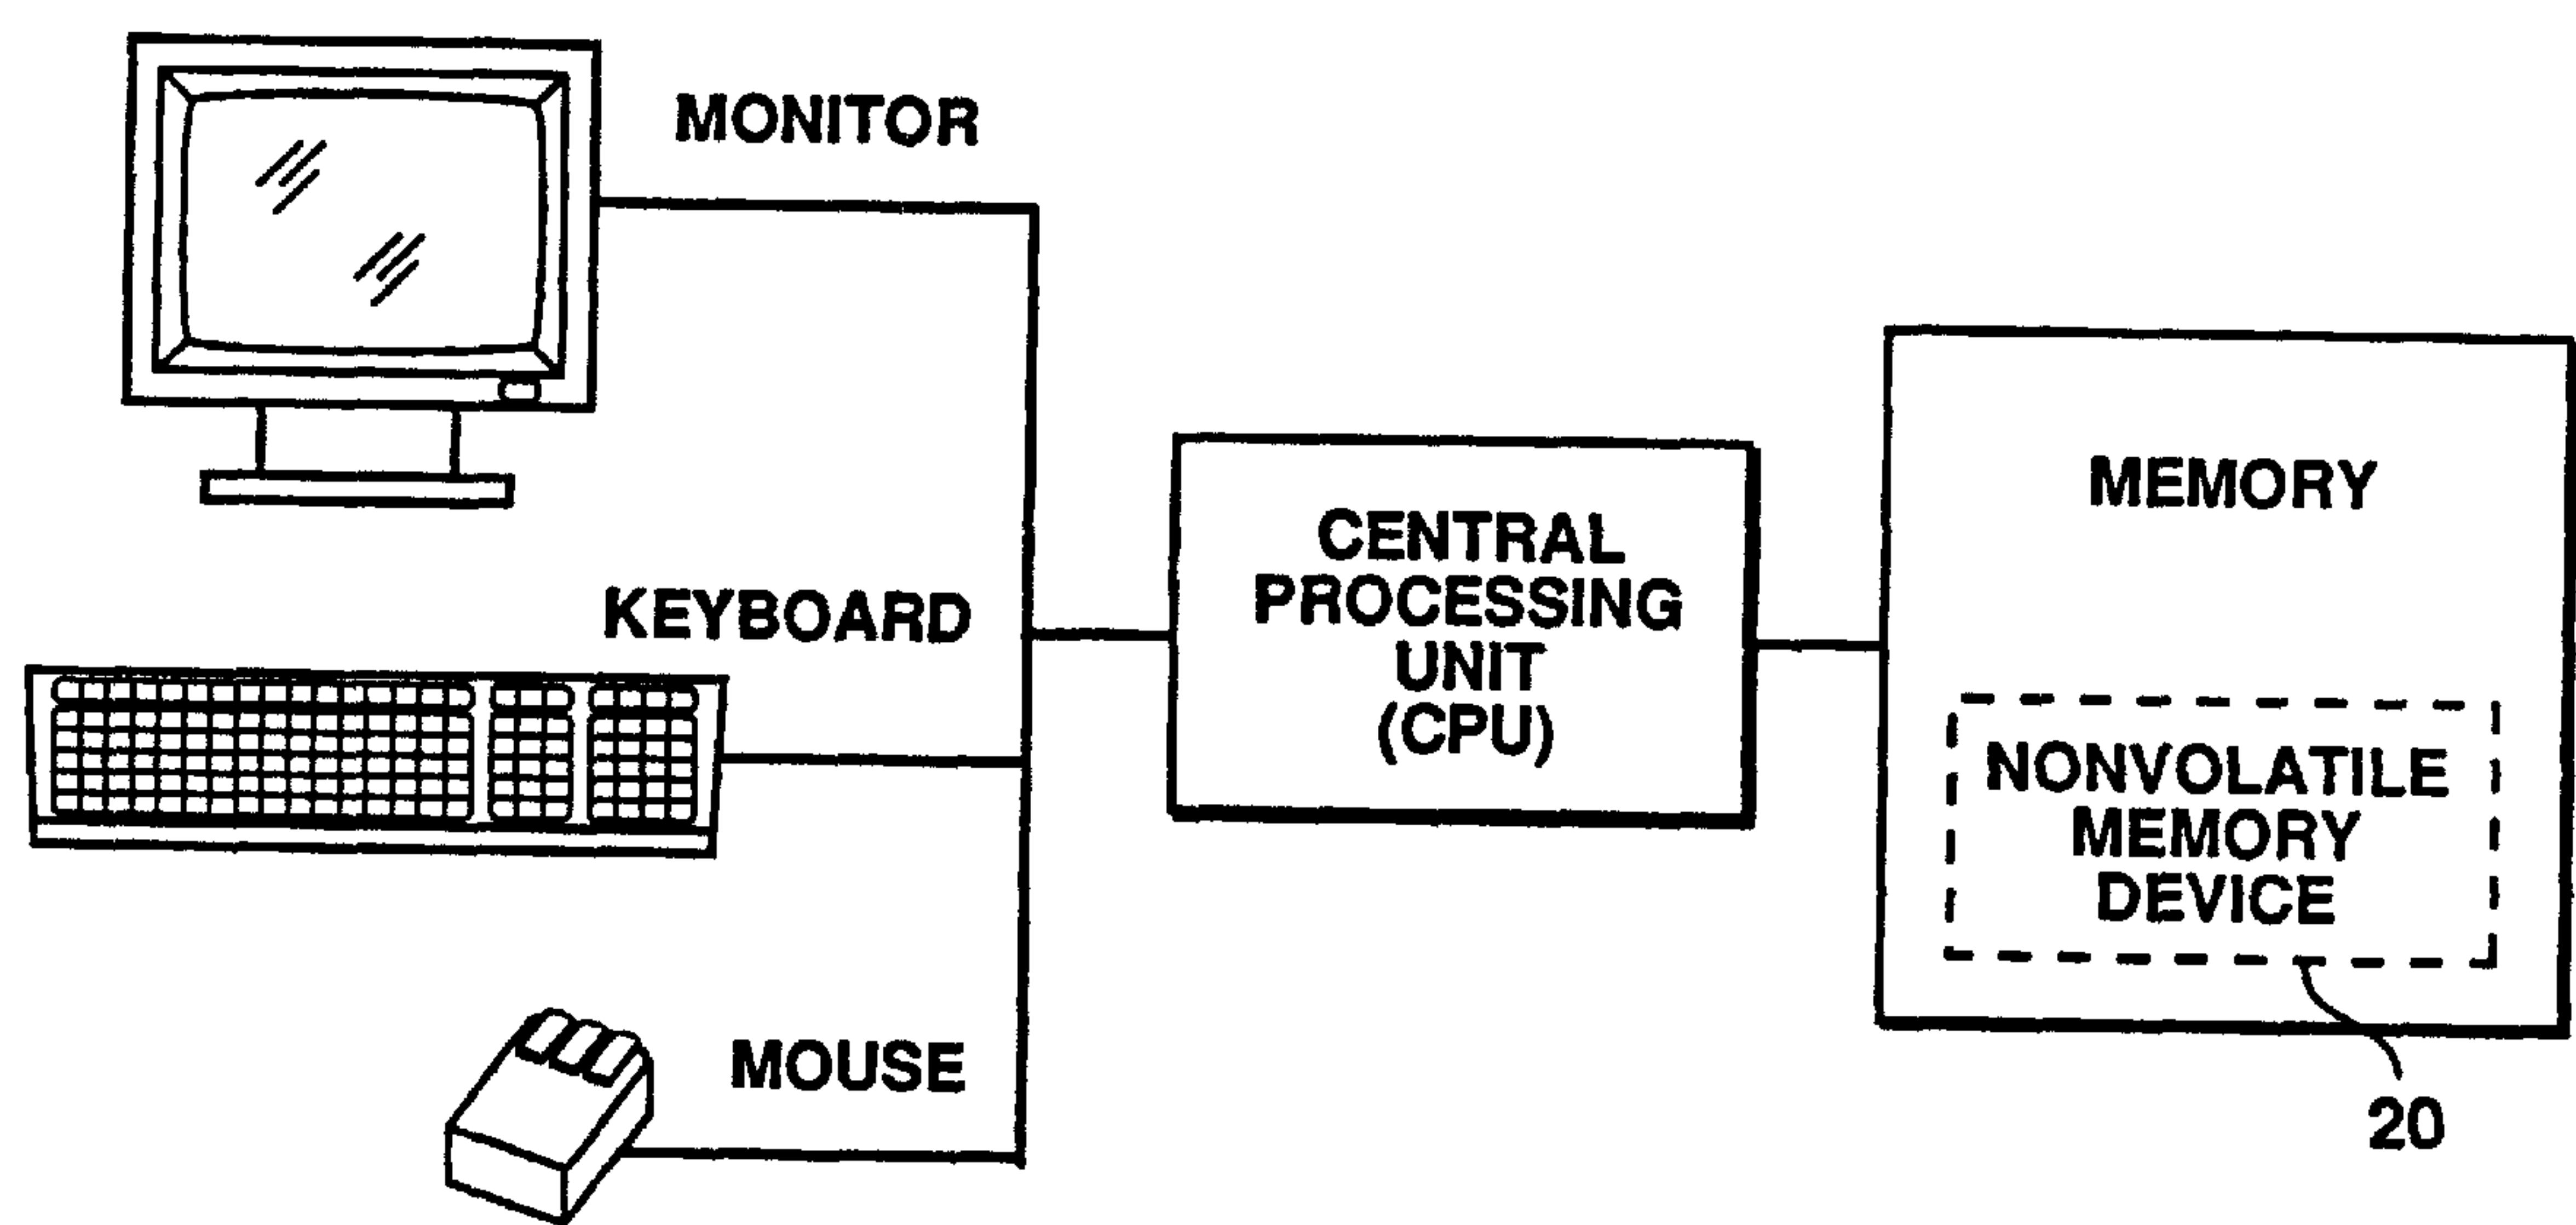 MONITOR
KEYBOARD
MOUSE
CENTRAL
PROCESSING
UNIT
(CPU)
MEMORY
NONVOLATILE
MEMORY
DEVICE
20